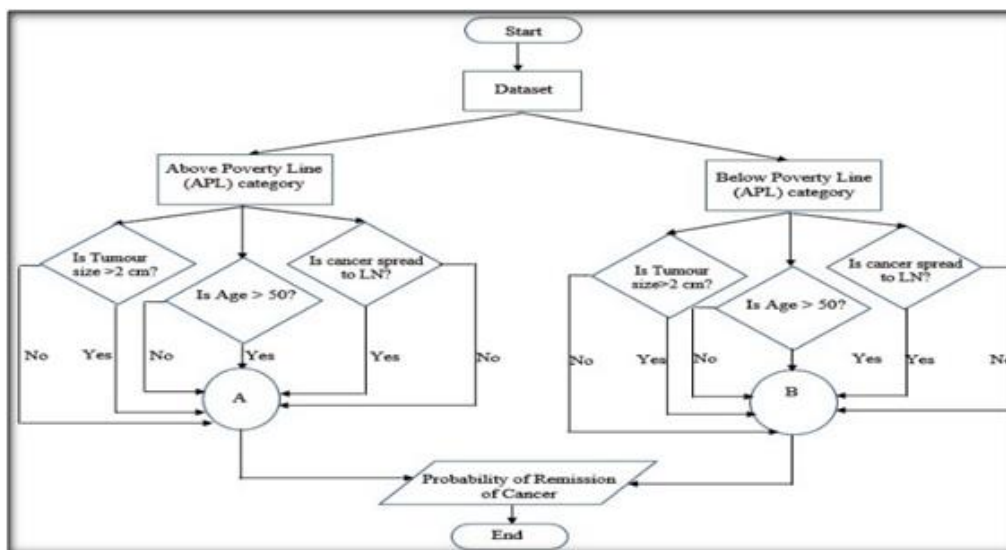 Start
Dataset
Above Poverty Line
(APL) category
Below Poverty Line
(APL) category
Is Tumour
size >2 cm?
Is Age > 50?
Is cancer spread
to LN?
Is Tumour
size>2 cm?
Is Age > 50?
Is cancer spread
to LN?
No
Yes
No
Yes
Yes
No
No
Yes
No
Yes
Yes
No
A
B
Probability of Remission
of Cancer
End